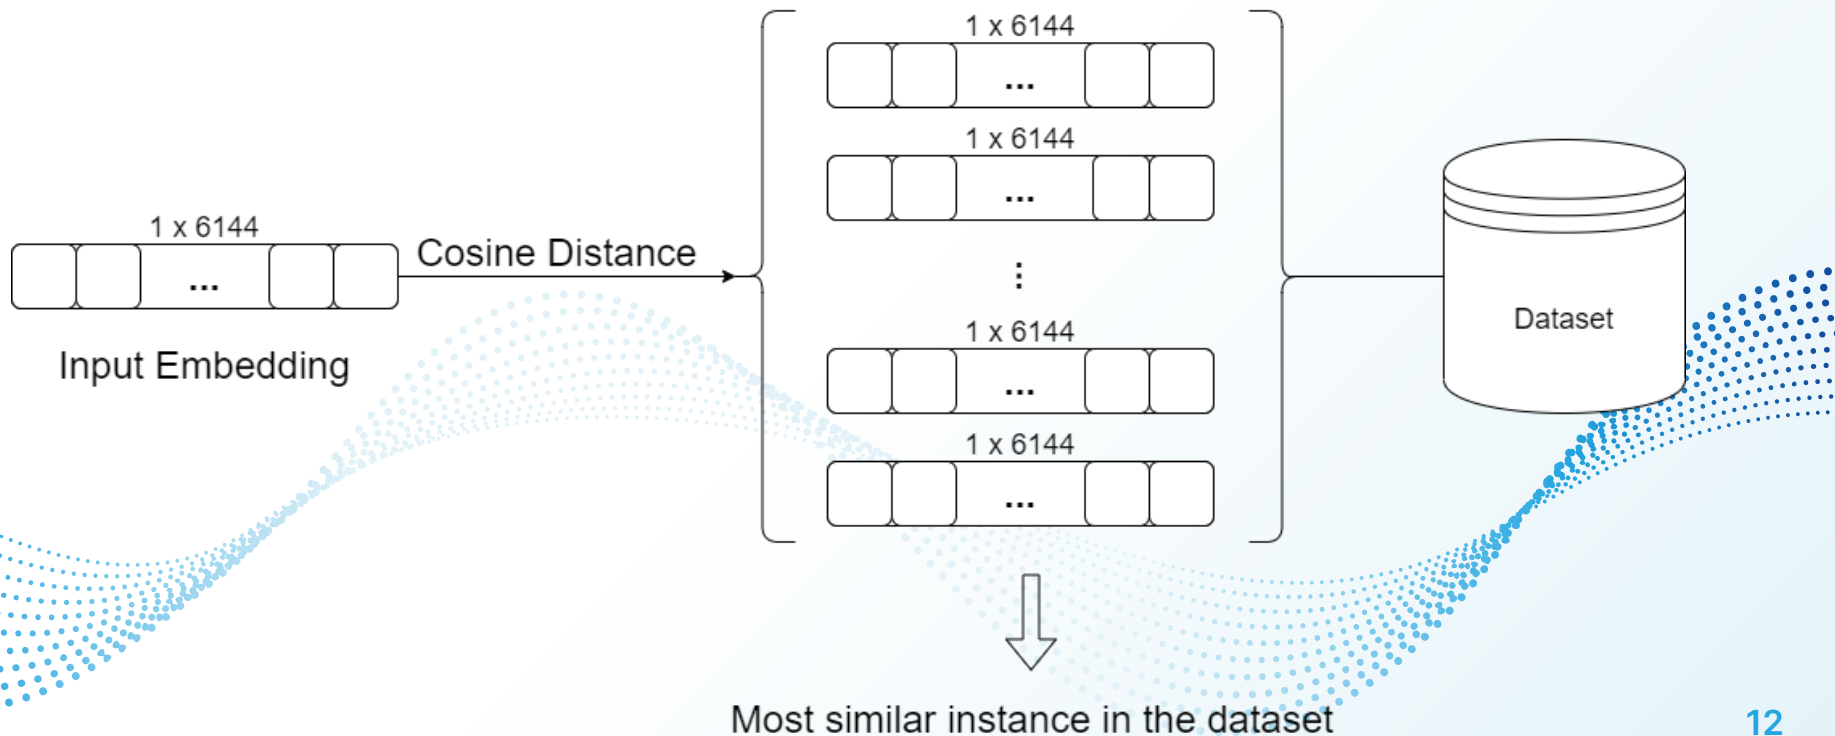 1 x 6144
...
1 x 6144
...
1 x 6144
...
Input Embedding
Cosine Distance
⋮
1 x 6144
...
1 x 6144
...
Dataset
Most similar instance in the dataset
12